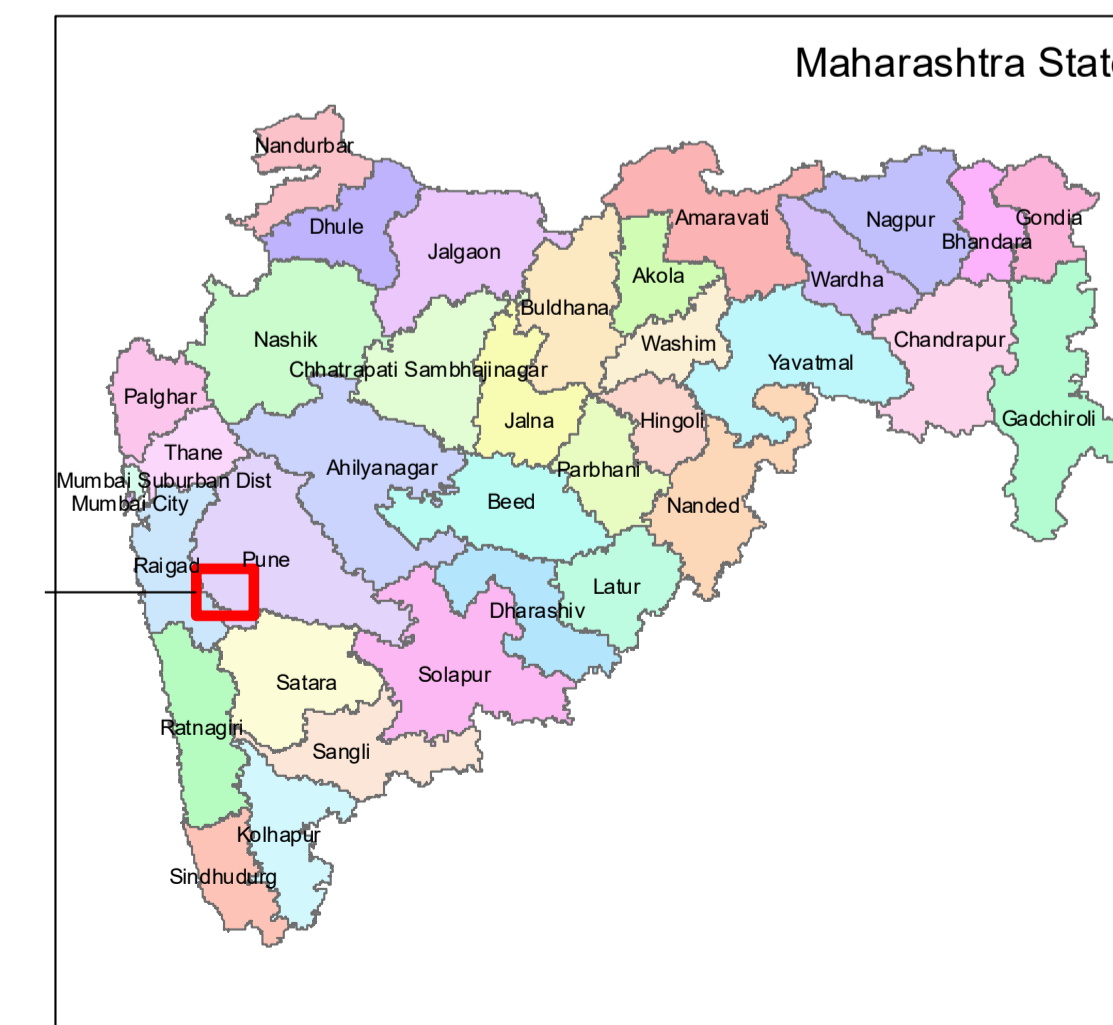 Maharashtra State
Nandurbar
Dhule
Jalgaon
Amaravati
Nagpur
Gondia
Bhandara
Akola
Wardha
Buldhana
Nashik
Washim
Chandrapur
Chhatrapati Sambhajinagar
Yavatmal
Palghar
Jalna
Hingoli
Gadchiroli
Thane
Ahilyanagar
Parbhani
Mumbai Suburban Dist
Mumbai City
Beed
Nanded
Raigad
Pune
Latur
Dharashiv
Satara
Solapur
Ratnagiri
Sangli
Kolhapur
Sindhudurg